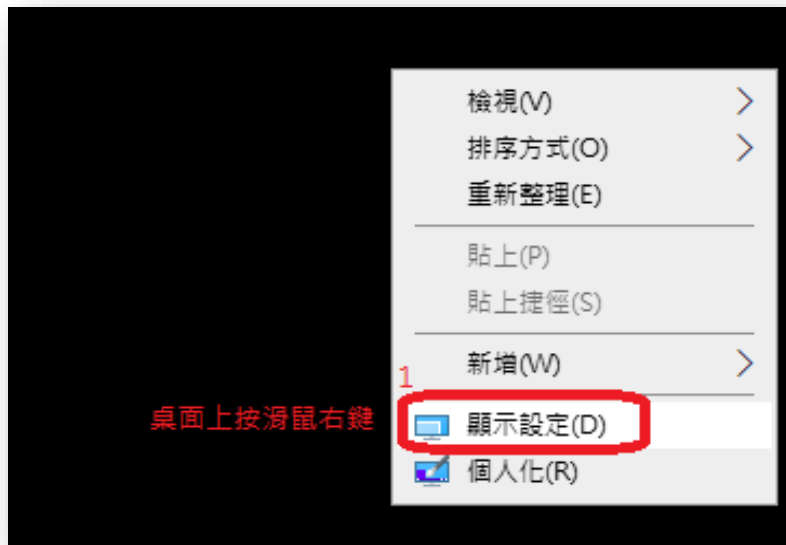 檢視(V)
排序方式(O)
重新整理(E)
貼上(P)
貼上捷徑(S)
新增(W)
1
桌面上按滑鼠右鍵
顯示設定(D)
個人化(R)